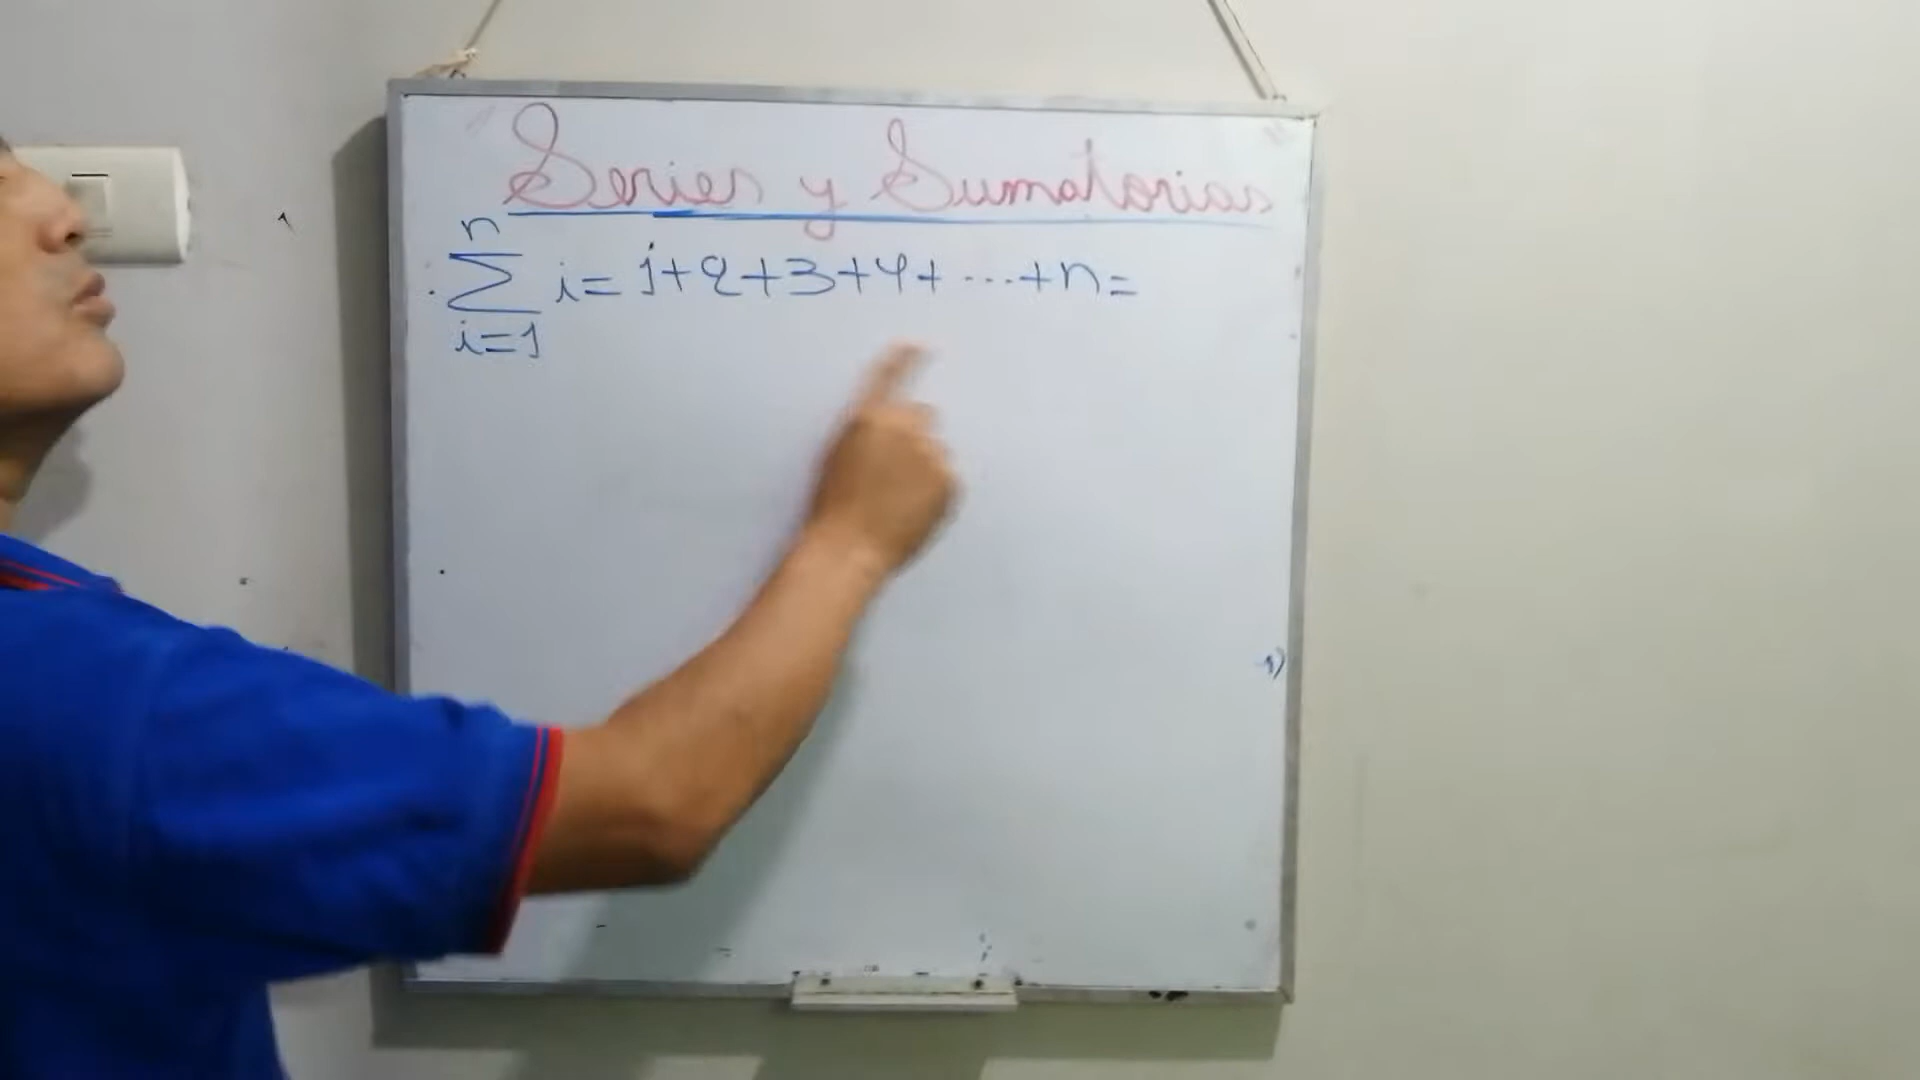 Series y Sumatorias
n
∑ i = 1+2+3+4+ ... +n=
i=1